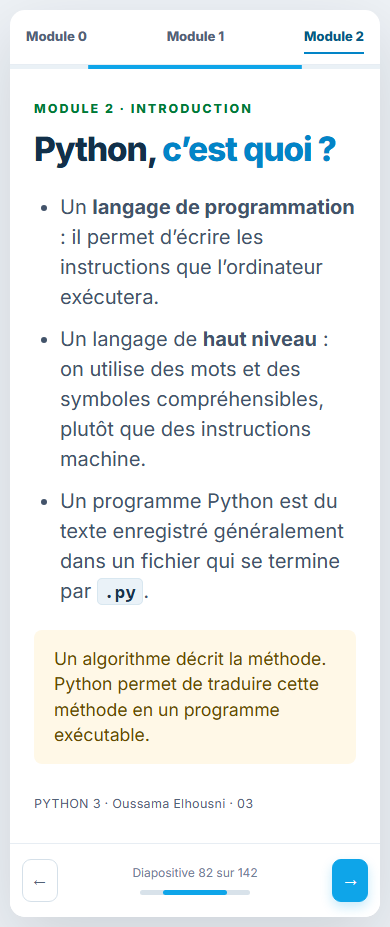 Module 0 Module 1 Module 2
MODULE 2 · INTRODUCTION
Python, c’est quoi ?
• Un langage de programmation
: il permet d’écrire les
instructions que l’ordinateur
exécutera.
• Un langage de haut niveau :
on utilise des mots et des
symboles compréhensibles,
plutôt que des instructions
machine.
• Un programme Python est du
texte enregistré généralement
dans un fichier qui se termine
par .py.
Un algorithme décrit la méthode.
Python permet de traduire cette
méthode en un programme
exécutable.
PYTHON 3 · Oussama Elhousni · 03
← Diapositive 82 sur 142 →